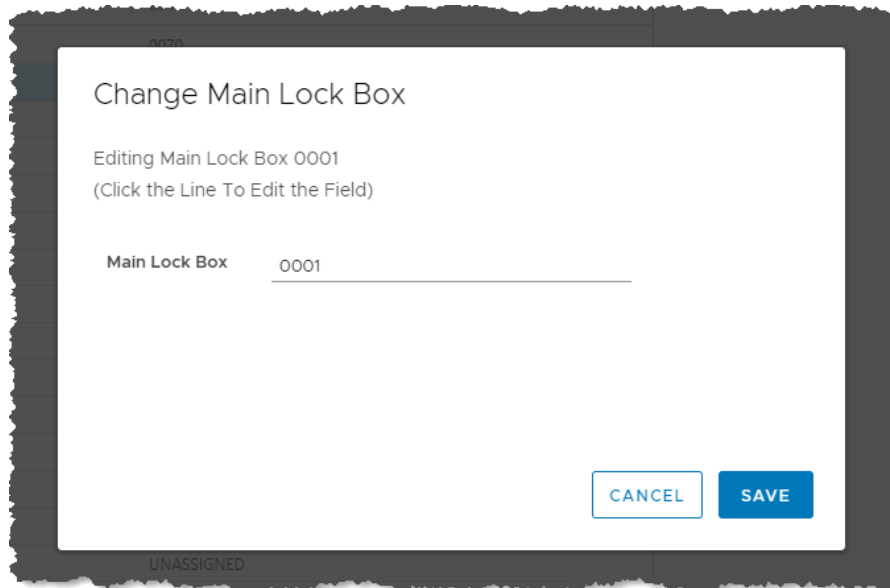 0070
Change Main Lock Box
Editing Main Lock Box 0001
(Click the Line To Edit the Field)
Main Lock Box 0001
CANCEL SAVE
UNASSIGNED